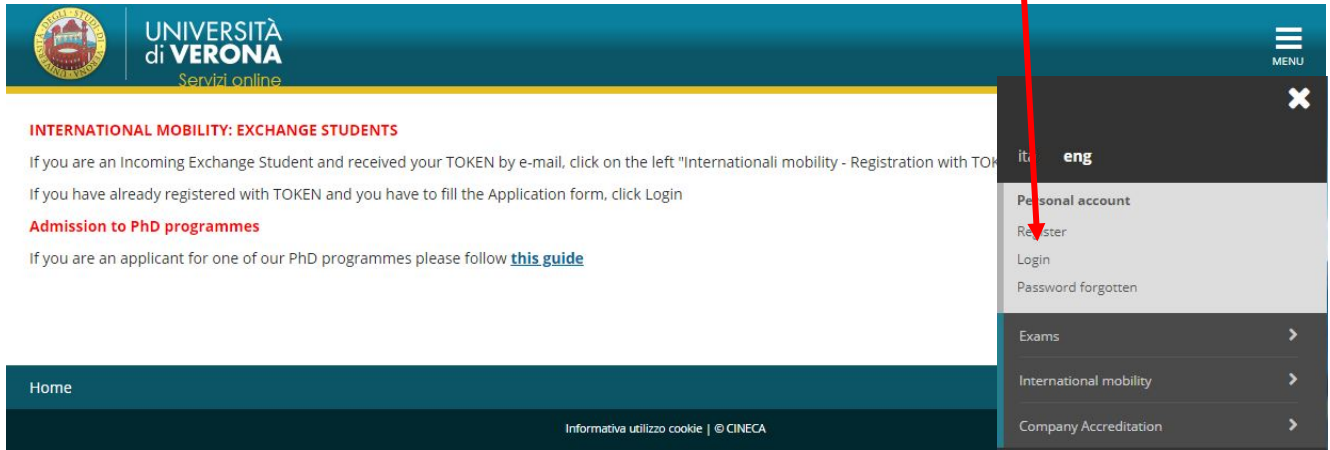 UNIVERSITÀ
di VERONA
Servizi online
MENU
INTERNATIONAL MOBILITY: EXCHANGE STUDENTS
If you are an Incoming Exchange Student and received your TOKEN by e-mail, click on the left "Internationali mobility - Registration with TOK
If you have already registered with TOKEN and you have to fill the Application form, click Login
Admission to PhD programmes
If you are an applicant for one of our PhD programmes please follow this guide
ita eng
Personal account
Register
Login
Password forgotten
Exams
International mobility
Company Accreditation
Home
Informativa utilizzo cookie | © CINECA